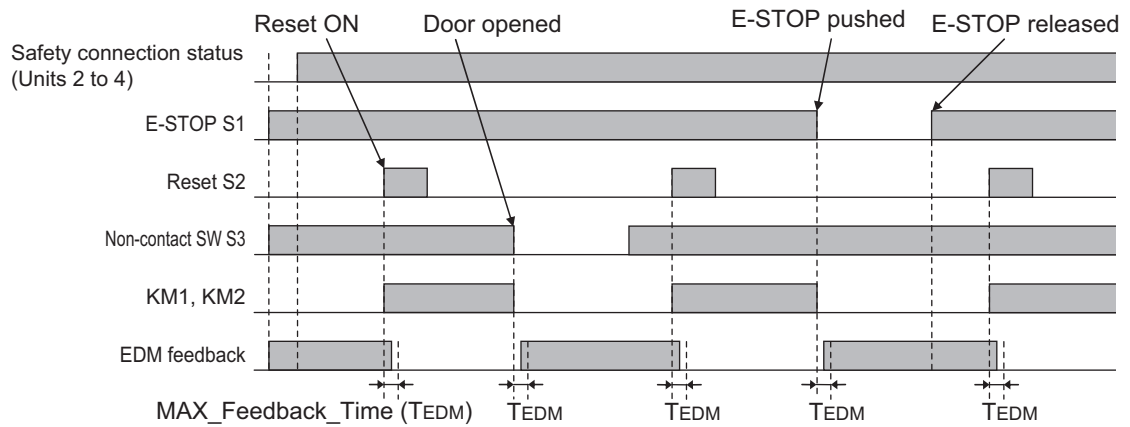 Reset ON Door opened E-STOP pushed E-STOP released
Safety connection status
(Units 2 to 4)
E-STOP S1
Reset S2
Non-contact SW S3
KM1, KM2
EDM feedback
MAX_Feedback_Time (TEDM) TEDM TEDM TEDM TEDM